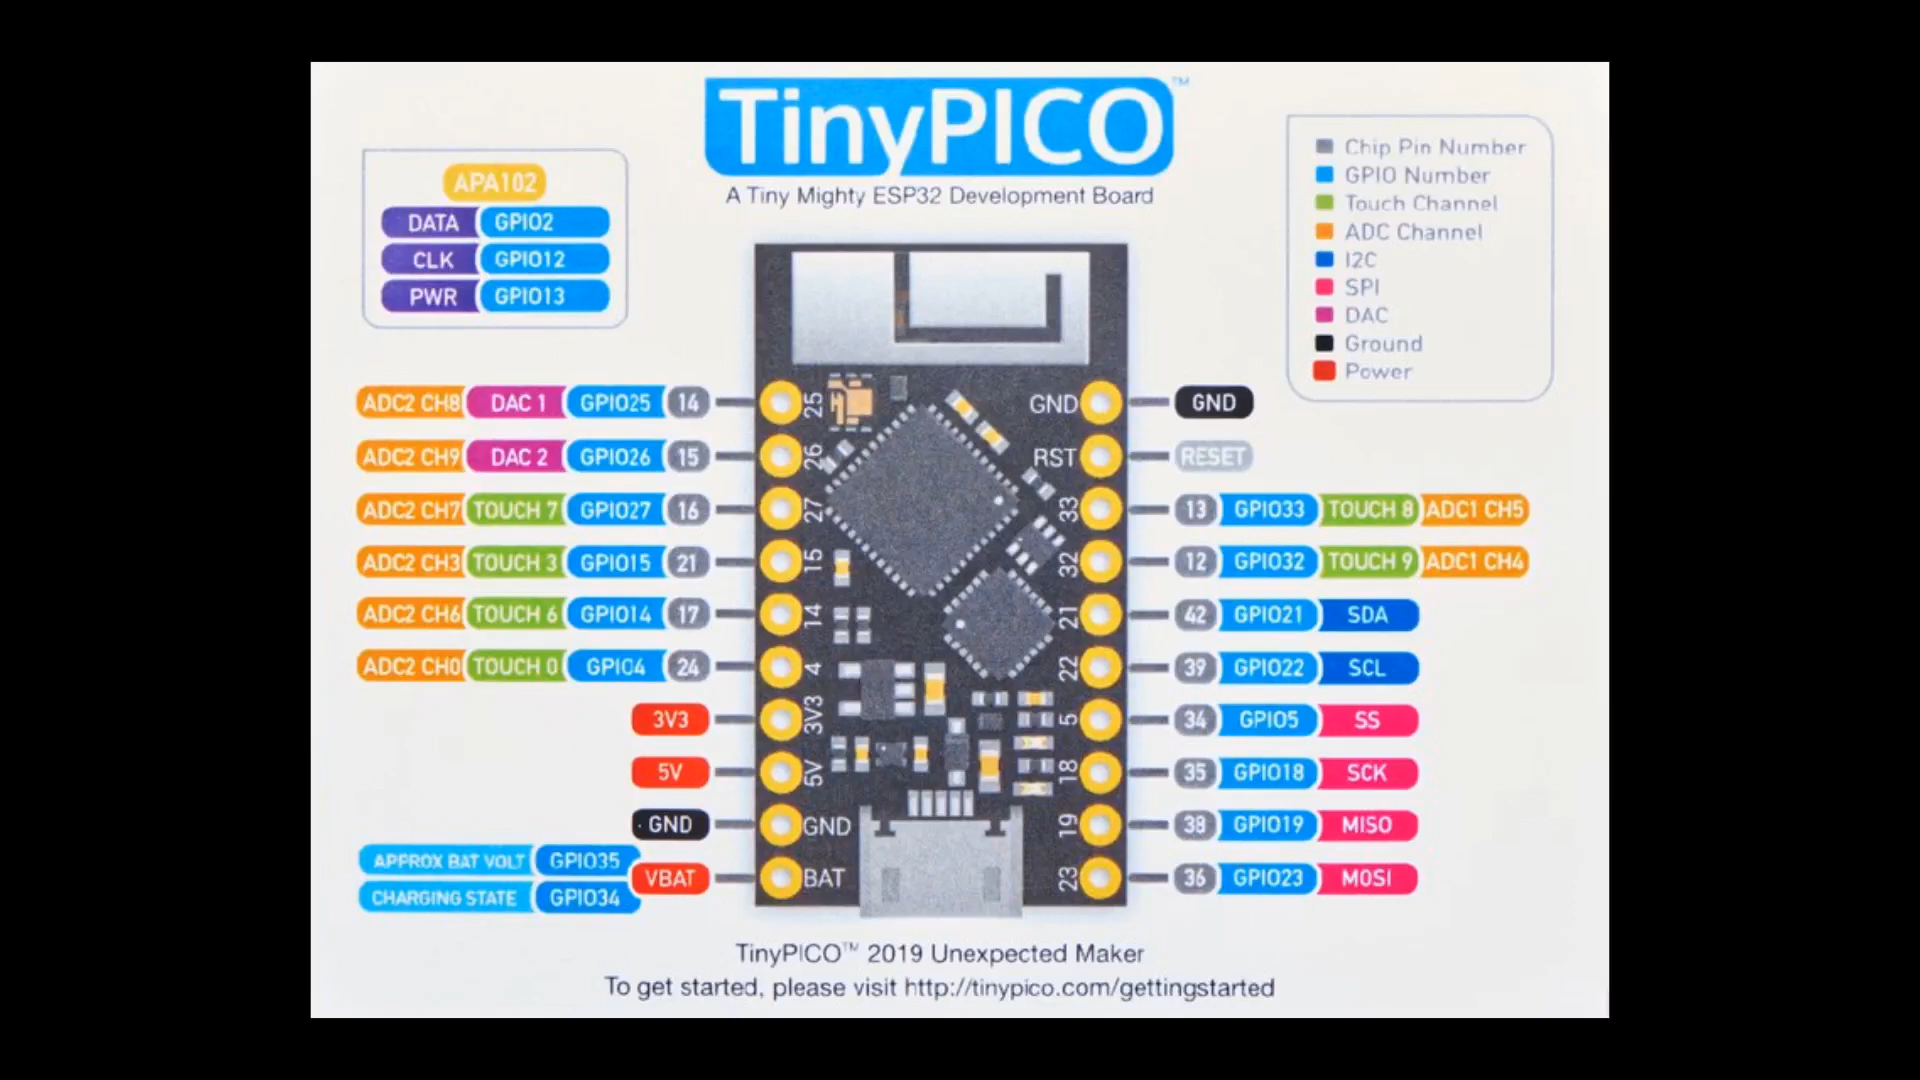 TinyPICO™
A Tiny Mighty ESP32 Development Board
APA102
DATA GPIO2
CLK GPIO12
PWR GPIO13
Chip Pin Number
GPIO Number
Touch Channel
ADC Channel
I2C
SPI
DAC
Ground
Power
ADC2 CH8 DAC 1 GPIO25 14 25 GND GND
ADC2 CH9 DAC 2 GPIO26 15 26 RST RESET
ADC2 CH7 TOUCH 7 GPIO27 16 27 33 13 GPIO33 TOUCH 8 ADC1 CH5
ADC2 CH3 TOUCH 3 GPIO15 21 15 32 12 GPIO32 TOUCH 9 ADC1 CH4
ADC2 CH6 TOUCH 6 GPIO14 17 14 21 42 GPIO21 SDA
ADC2 CH0 TOUCH 0 GPIO4 24 4 22 39 GPIO22 SCL
3V3 3V3 5 34 GPIO5 SS
5V 5V 18 35 GPIO18 SCK
GND GND 19 38 GPIO19 MISO
APPROX BAT VOLT GPIO35
VBAT BAT 23 36 GPIO23 MOSI
CHARGING STATE GPIO34
TinyPICO™ 2019 Unexpected Maker
To get started, please visit http://tinypico.com/gettingstarted